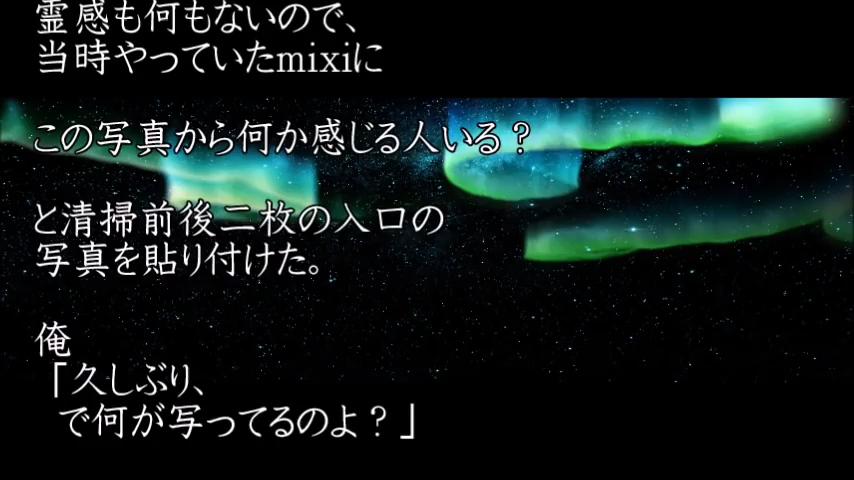 霊感も何もないので、
当時やっていたmixiに
この写真から何か感じる人いる？
と清掃前後二枚の入口の
写真を貼り付けた。
俺
「久しぶり、
で何が写ってるのよ？」